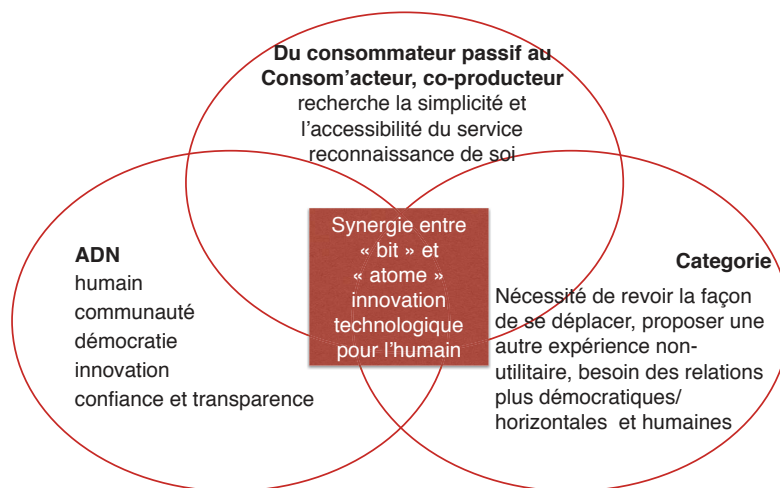 Du consommateur passif au
Consom’acteur, co-producteur
recherche la simplicité et
l’accessibilité du service
reconnaissance de soi
ADN
humain
communauté
démocratie
innovation
confiance et transparence
Synergie entre
« bit » et
« atome »
innovation
technologique
pour l’humain
Categorie
Nécessité de revoir la façon
de se déplacer, proposer une
autre expérience non-
utilitaire, besoin des relations
plus démocratiques/
horizontales et humaines